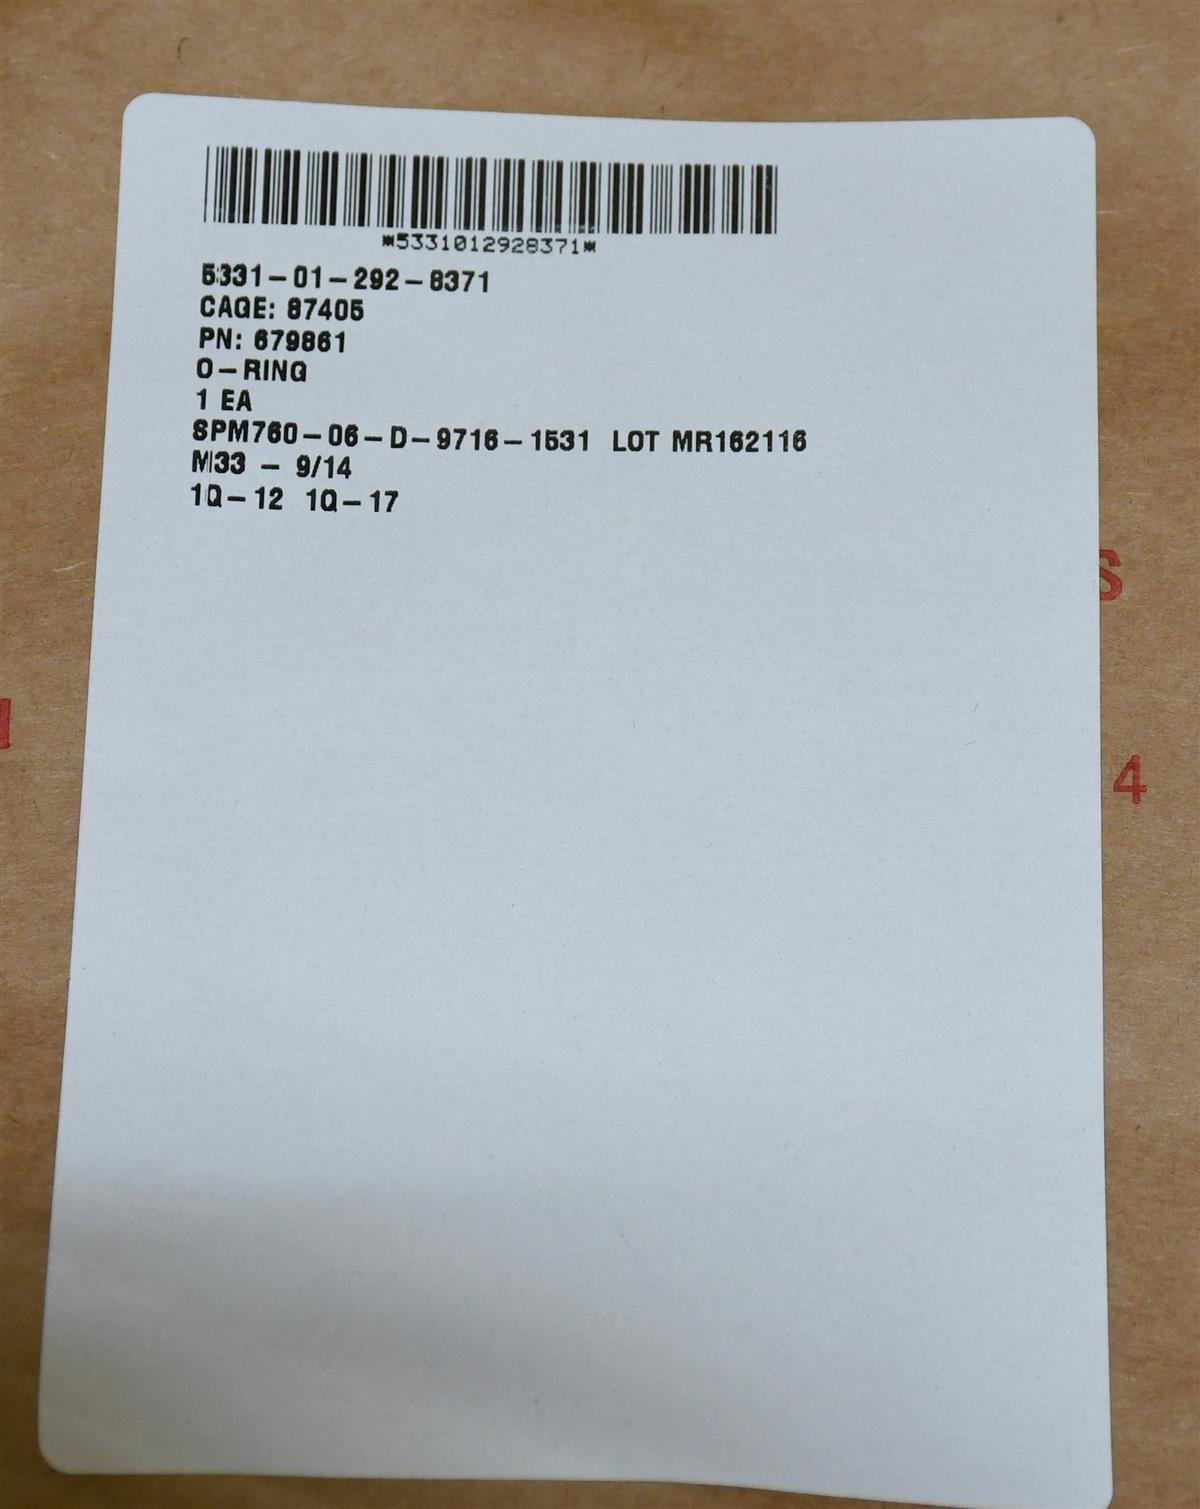 *5331012928371*
5331-01-292-8371
CAGE: 87405
PN: 679861
O-RING
1 EA
SPM760-06-D-9716-1531 LOT MR162116
M33 - 9/14
1Q-12 1Q-17
S
4